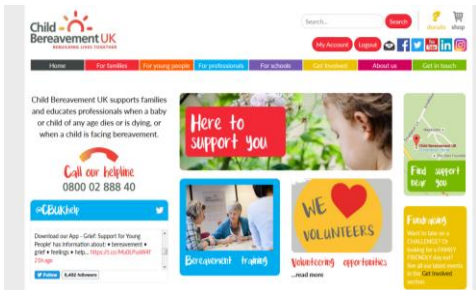 Child
Bereavement UK
REBUILDING LIVES TOGETHER
Search...
Search
donate
shop
My Account
Logout
Home
For families
For young people
For professionals
For schools
Get involved
About us
Get in touch
Child Bereavement UK supports families
and educates professionals when a baby
or child of any age dies or is dying, or
when a child is facing bereavement.
Call our helpline
0800 02 888 40
@CBUKhelp
Download our App - Grief: Support for Young
People' has information about: • bereavement •
grief • feelings • help...
Follow
Here to
support you
Bereavement training
WE
VOLUNTEERS
Volunteering opportunities
...read more
Child Bereavement UK
Find support
near you
Fundraising
Want to take on a
CHALLENGE? Or
looking for a FAMILY
FRIENDLY day out?
See all our latest events
in the Get Involved
section.